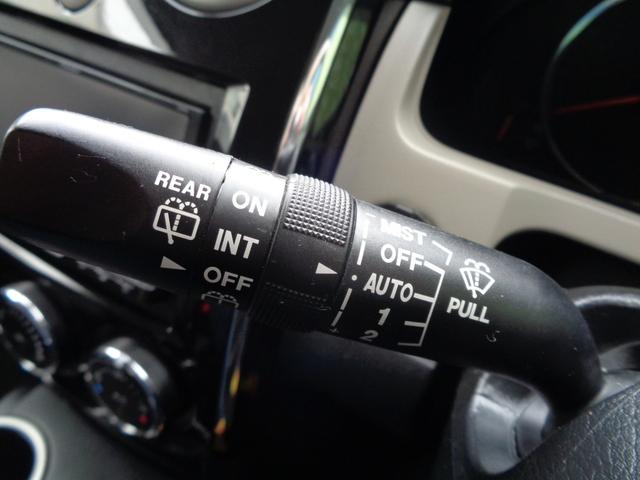 REAR
ON
INT
OFF
MIST
OFF
AUTO
1
2
PULL